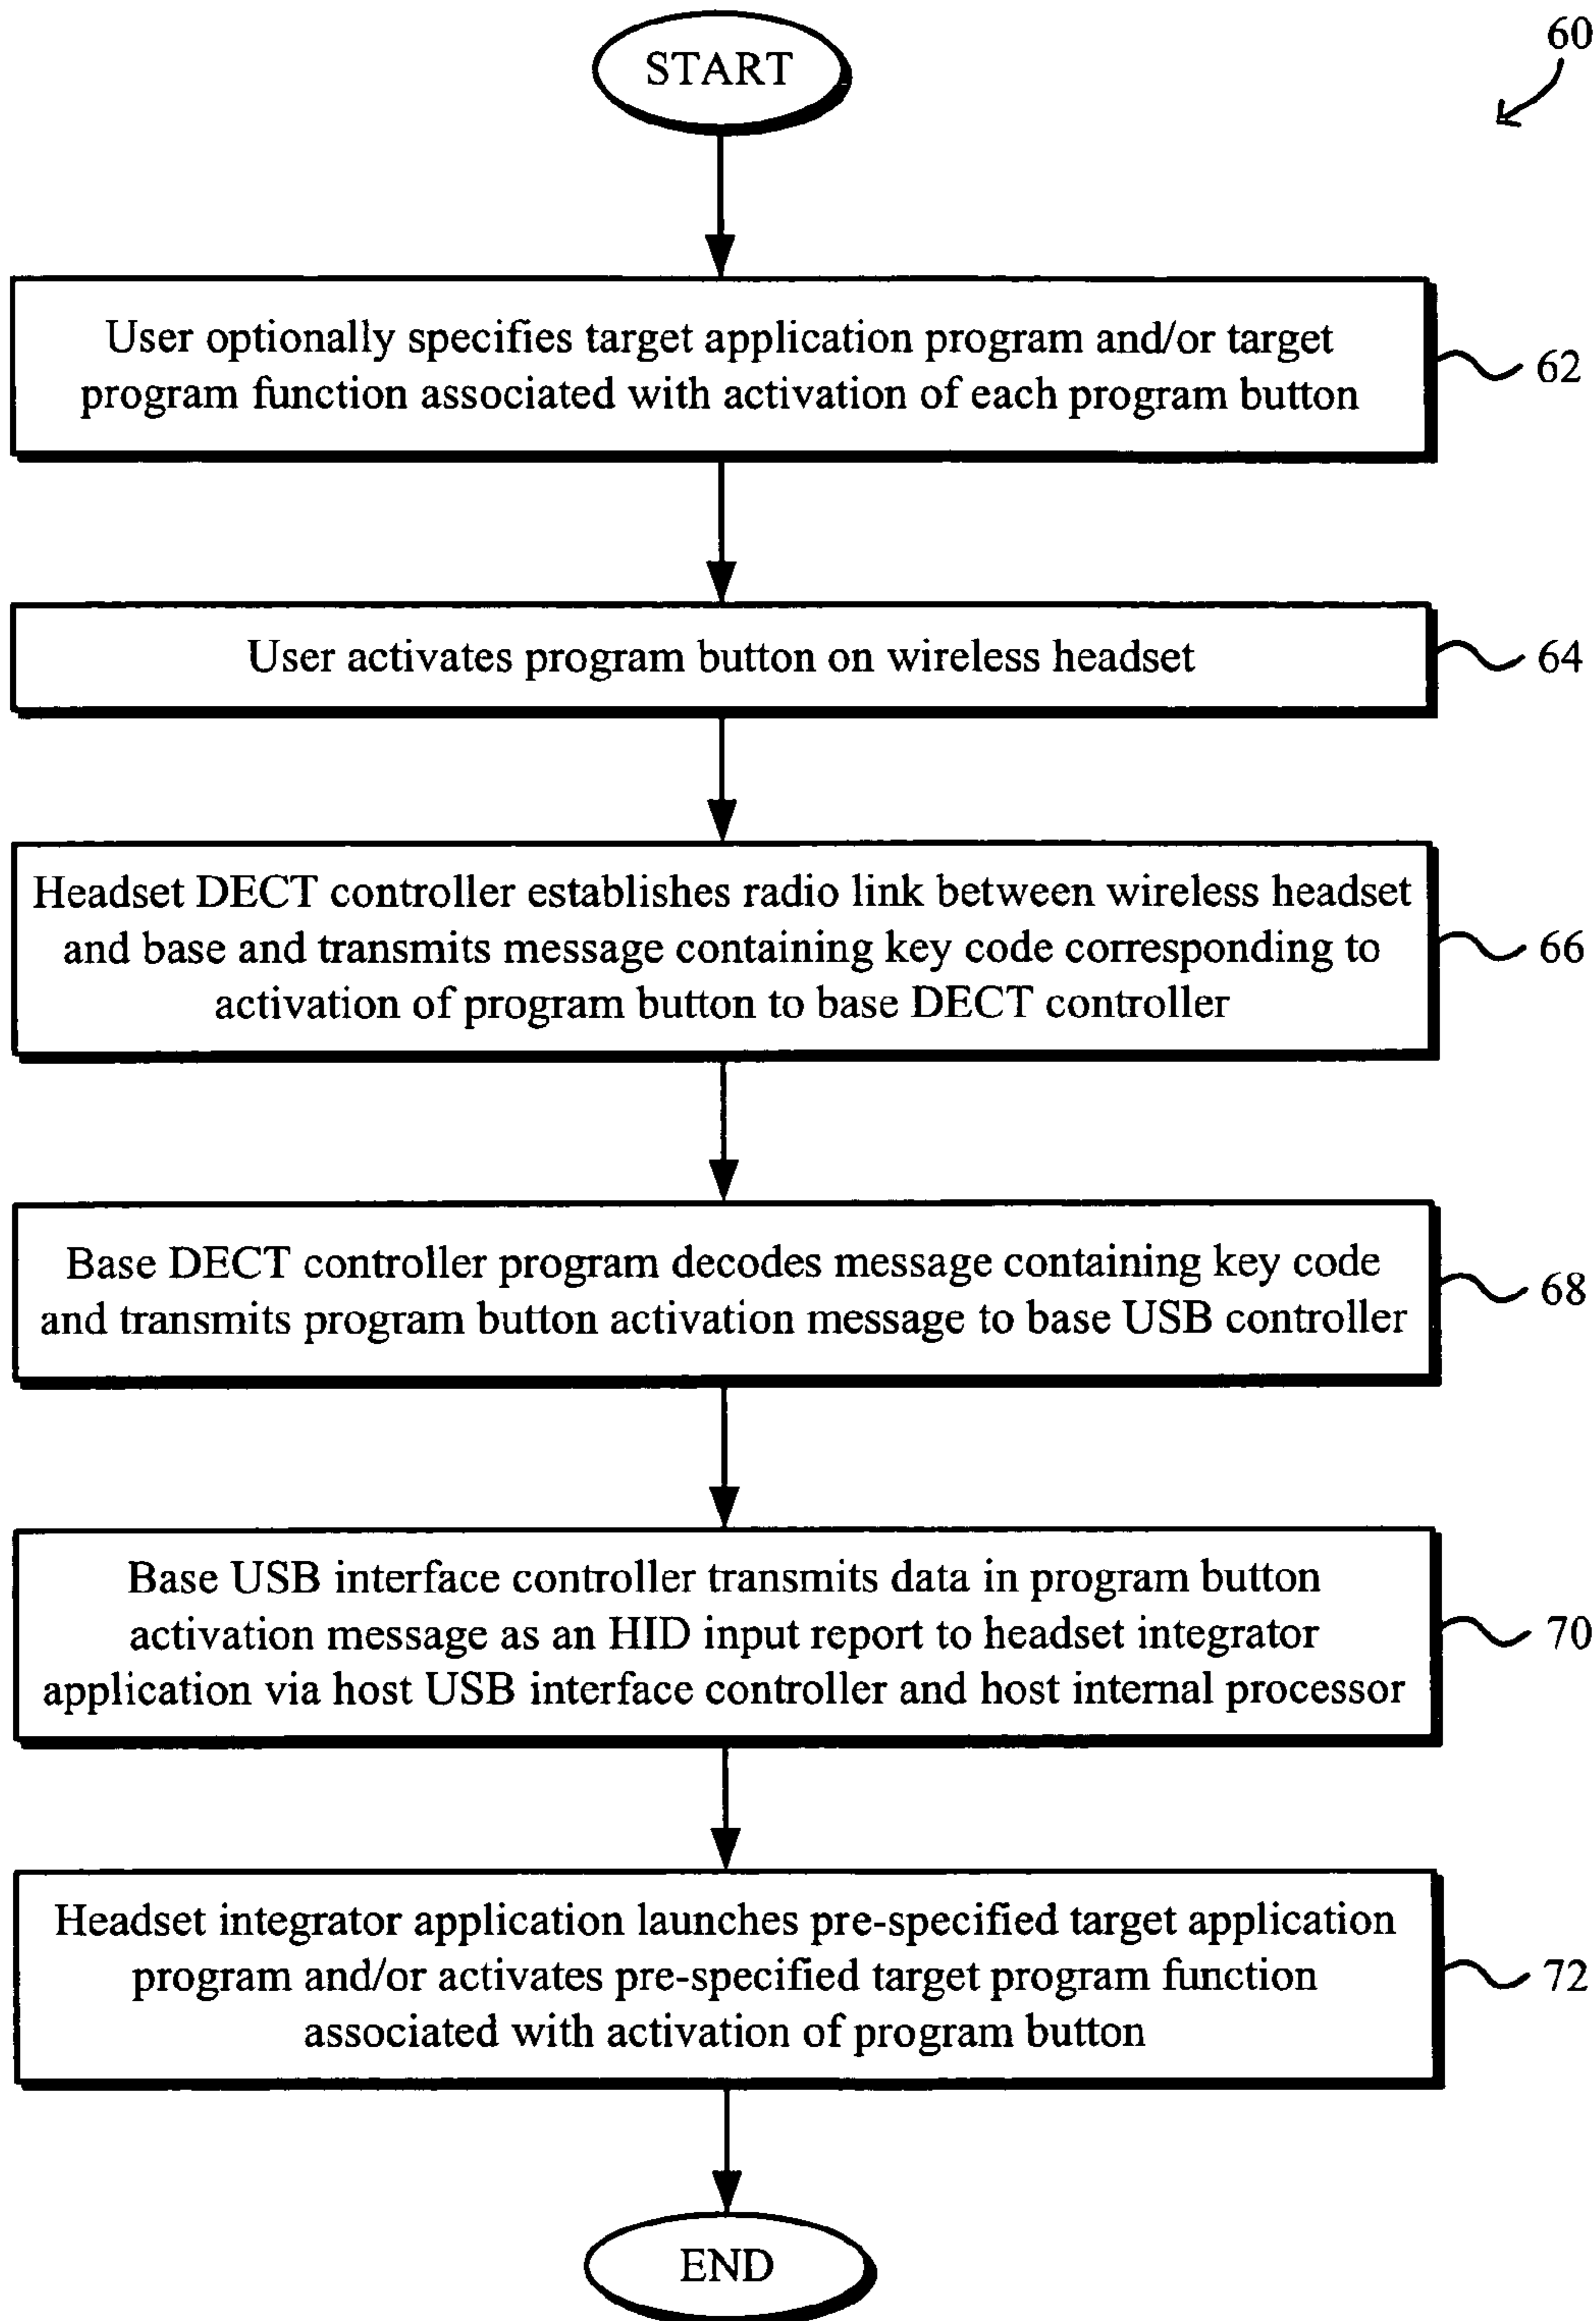 START
60
User optionally specifies target application program and/or target
program function associated with activation of each program button
62
User activates program button on wireless headset
64
Headset DECT controller establishes radio link between wireless headset
and base and transmits message containing key code corresponding to
activation of program button to base DECT controller
66
Base DECT controller program decodes message containing key code
and transmits program button activation message to base USB controller
68
Base USB interface controller transmits data in program button
activation message as an HID input report to headset integrator
application via host USB interface controller and host internal processor
70
Headset integrator application launches pre-specified target application
program and/or activates pre-specified target program function
associated with activation of program button
72
END